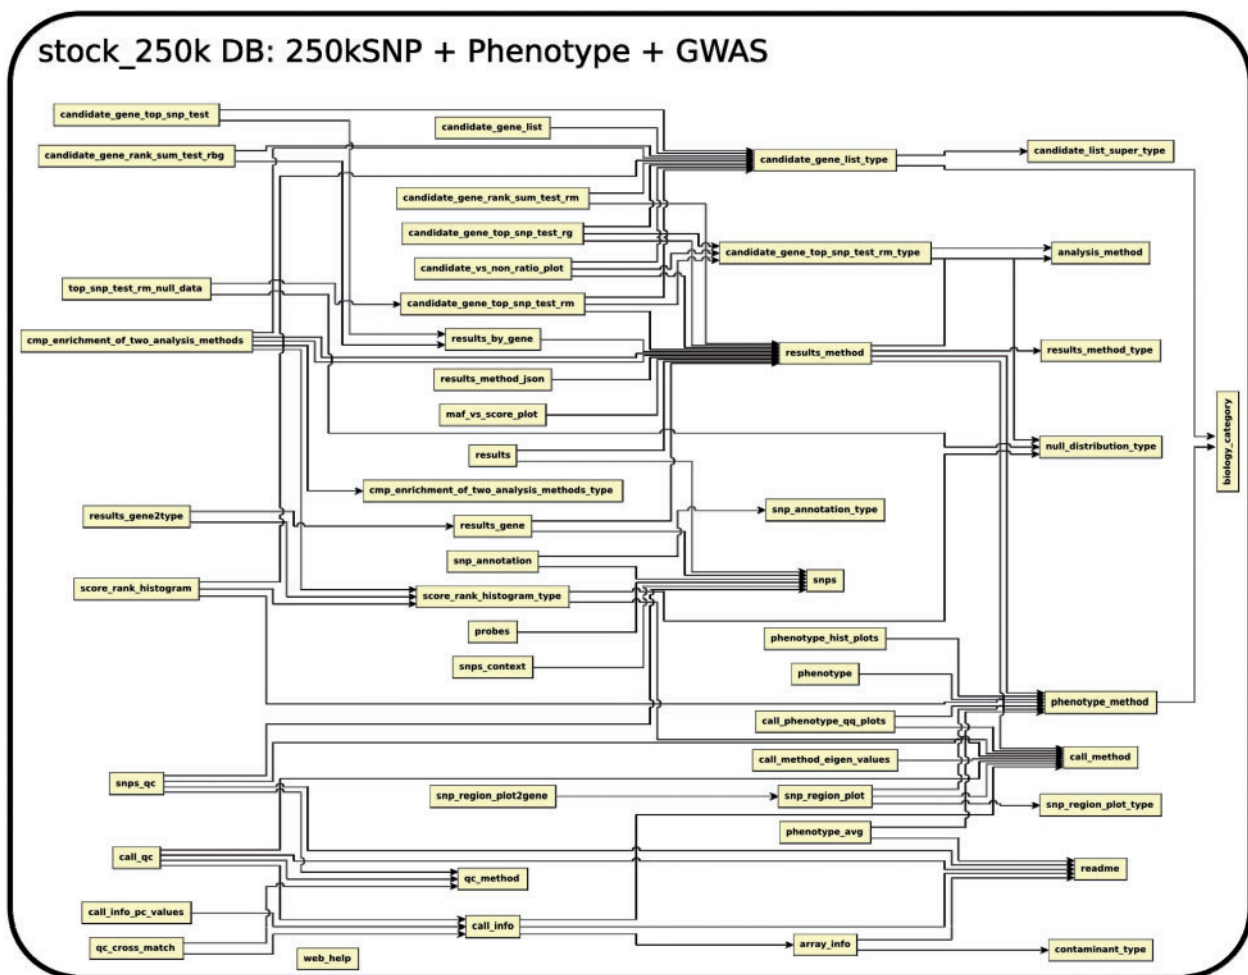 stock_250k DB: 250kSNP + Phenotype + GWAS
candidate_gene_top_snp_test
candidate_gene_list
candidate_gene_rank_sum_test_rbg
candidate_gene_list_type
candidate_list_super_type
candidate_gene_rank_sum_test_rm
candidate_gene_top_snp_test_rg
candidate_gene_top_snp_test_rm_type
analysis_method
candidate_vs_non_ratio_plot
top_snp_test_rm_null_data
candidate_gene_top_snp_test_rm
cmp_enrichment_of_two_analysis_methods
results_by_gene
results_method
results_method_type
results_method_json
maf_vs_score_plot
biology_category
results
null_distribution_type
cmp_enrichment_of_two_analysis_methods_type
results_gene2type
results_gene
snp_annotation_type
snp_annotation
snps
score_rank_histogram
score_rank_histogram_type
probes
phenotype_hist_plots
snps_context
phenotype
phenotype_method
call_phenotype_qq_plots
call_method_eigen_values
call_method
snps_qc
snp_region_plot2gene
snp_region_plot
snp_region_plot_type
phenotype_avg
call_qc
qc_method
readme
call_info_pc_values
call_info
qc_cross_match
web_help
array_info
contaminant_type